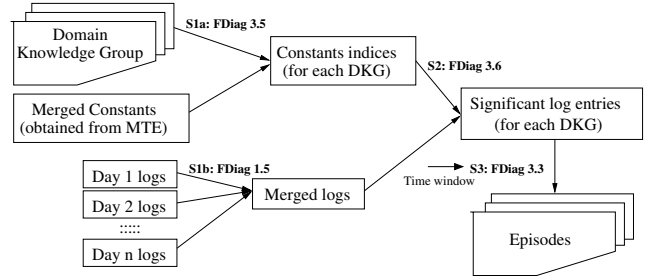 Domain
Knowledge Group
S1a: FDiag 3.5
Constants indices
(for each DKG)
S2: FDiag 3.6
Merged Constants
(obtained from MTE)
Significant log entries
(for each DKG)
S1b: FDiag 1.5
Day 1 logs
Day 2 logs
:::::
Day n logs
Merged logs
S3: FDiag 3.3
Time window
Episodes